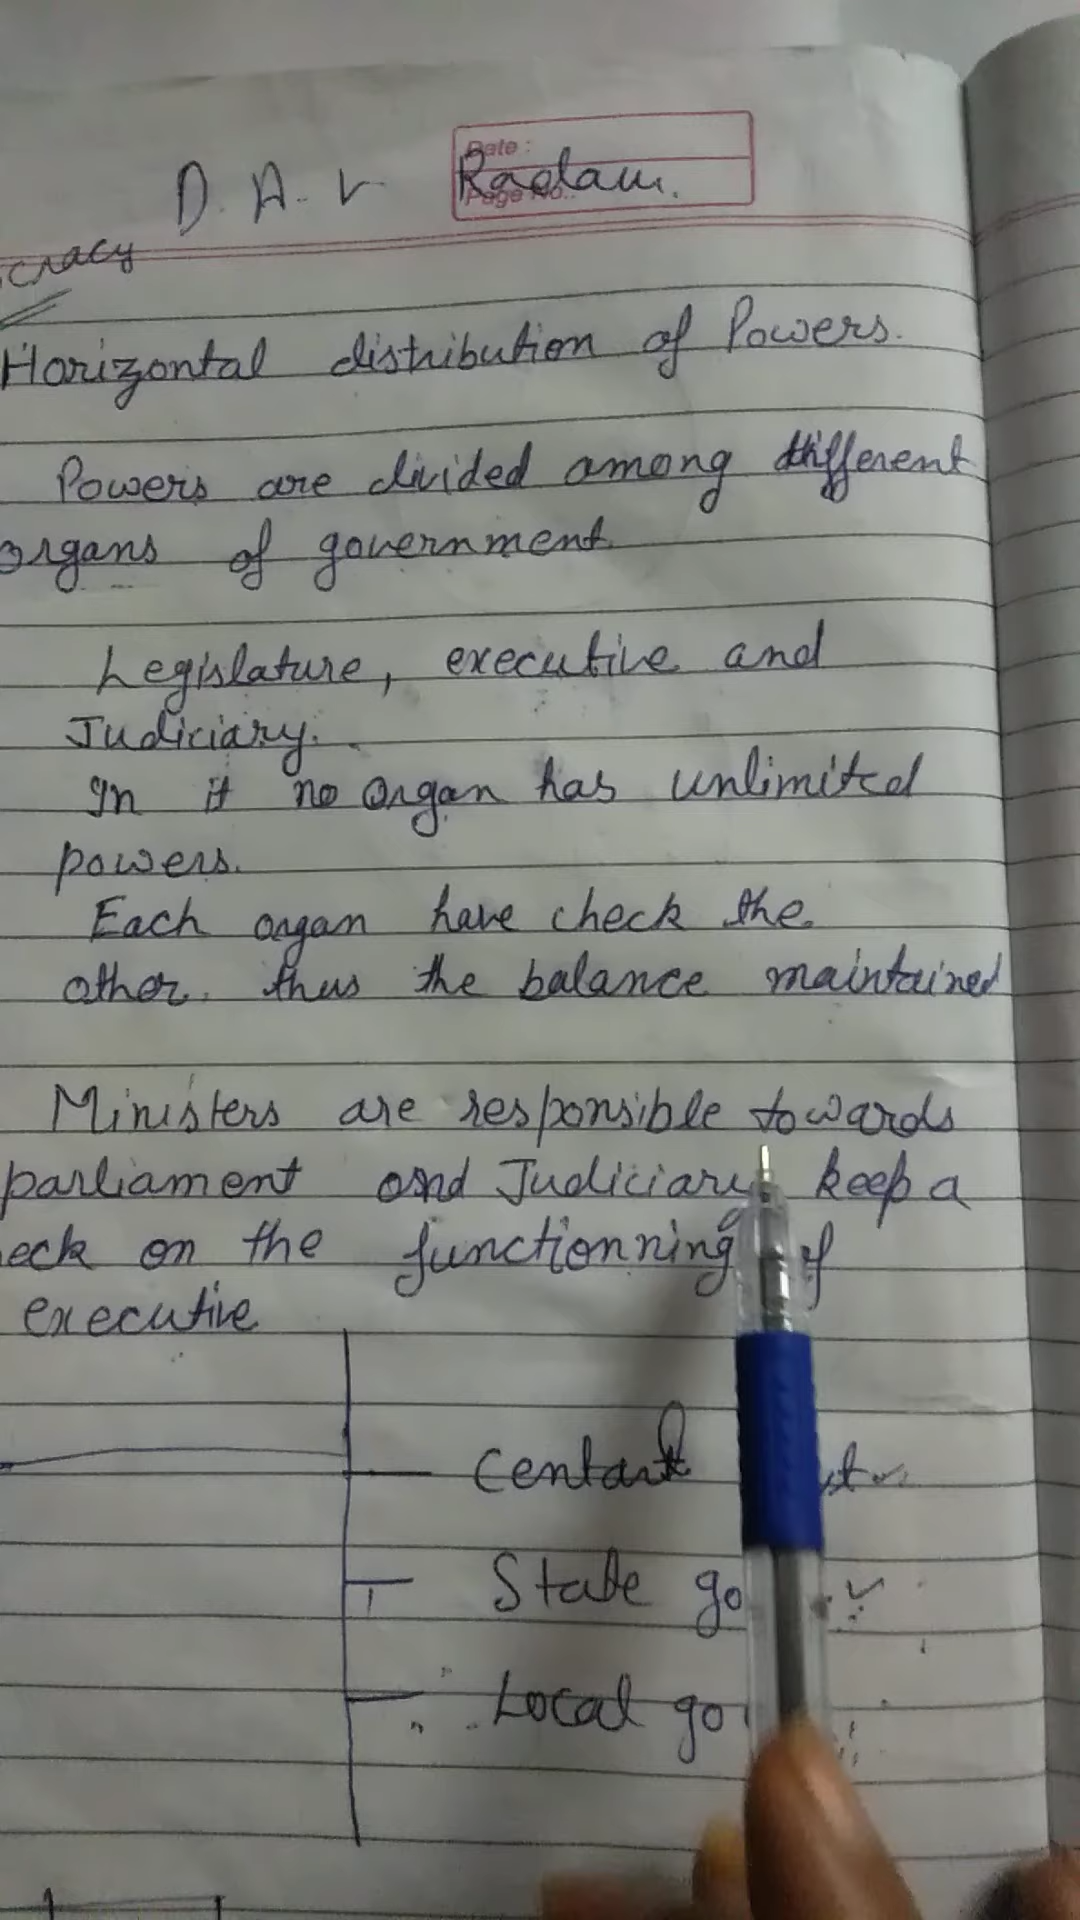 Date :
Page No.:
D. A. V Radaur.
cracy
Horizontal distribution of Powers.
Powers are divided among different
organs of government
Legislature, executive and
Judiciary.
In it no organ has unlimited
powers.
Each organ have check the
other. thus the balance maintained
Ministers are responsible towards
parliament and Judiciary keep a
eck on the functionning of
executive
State go
Local go